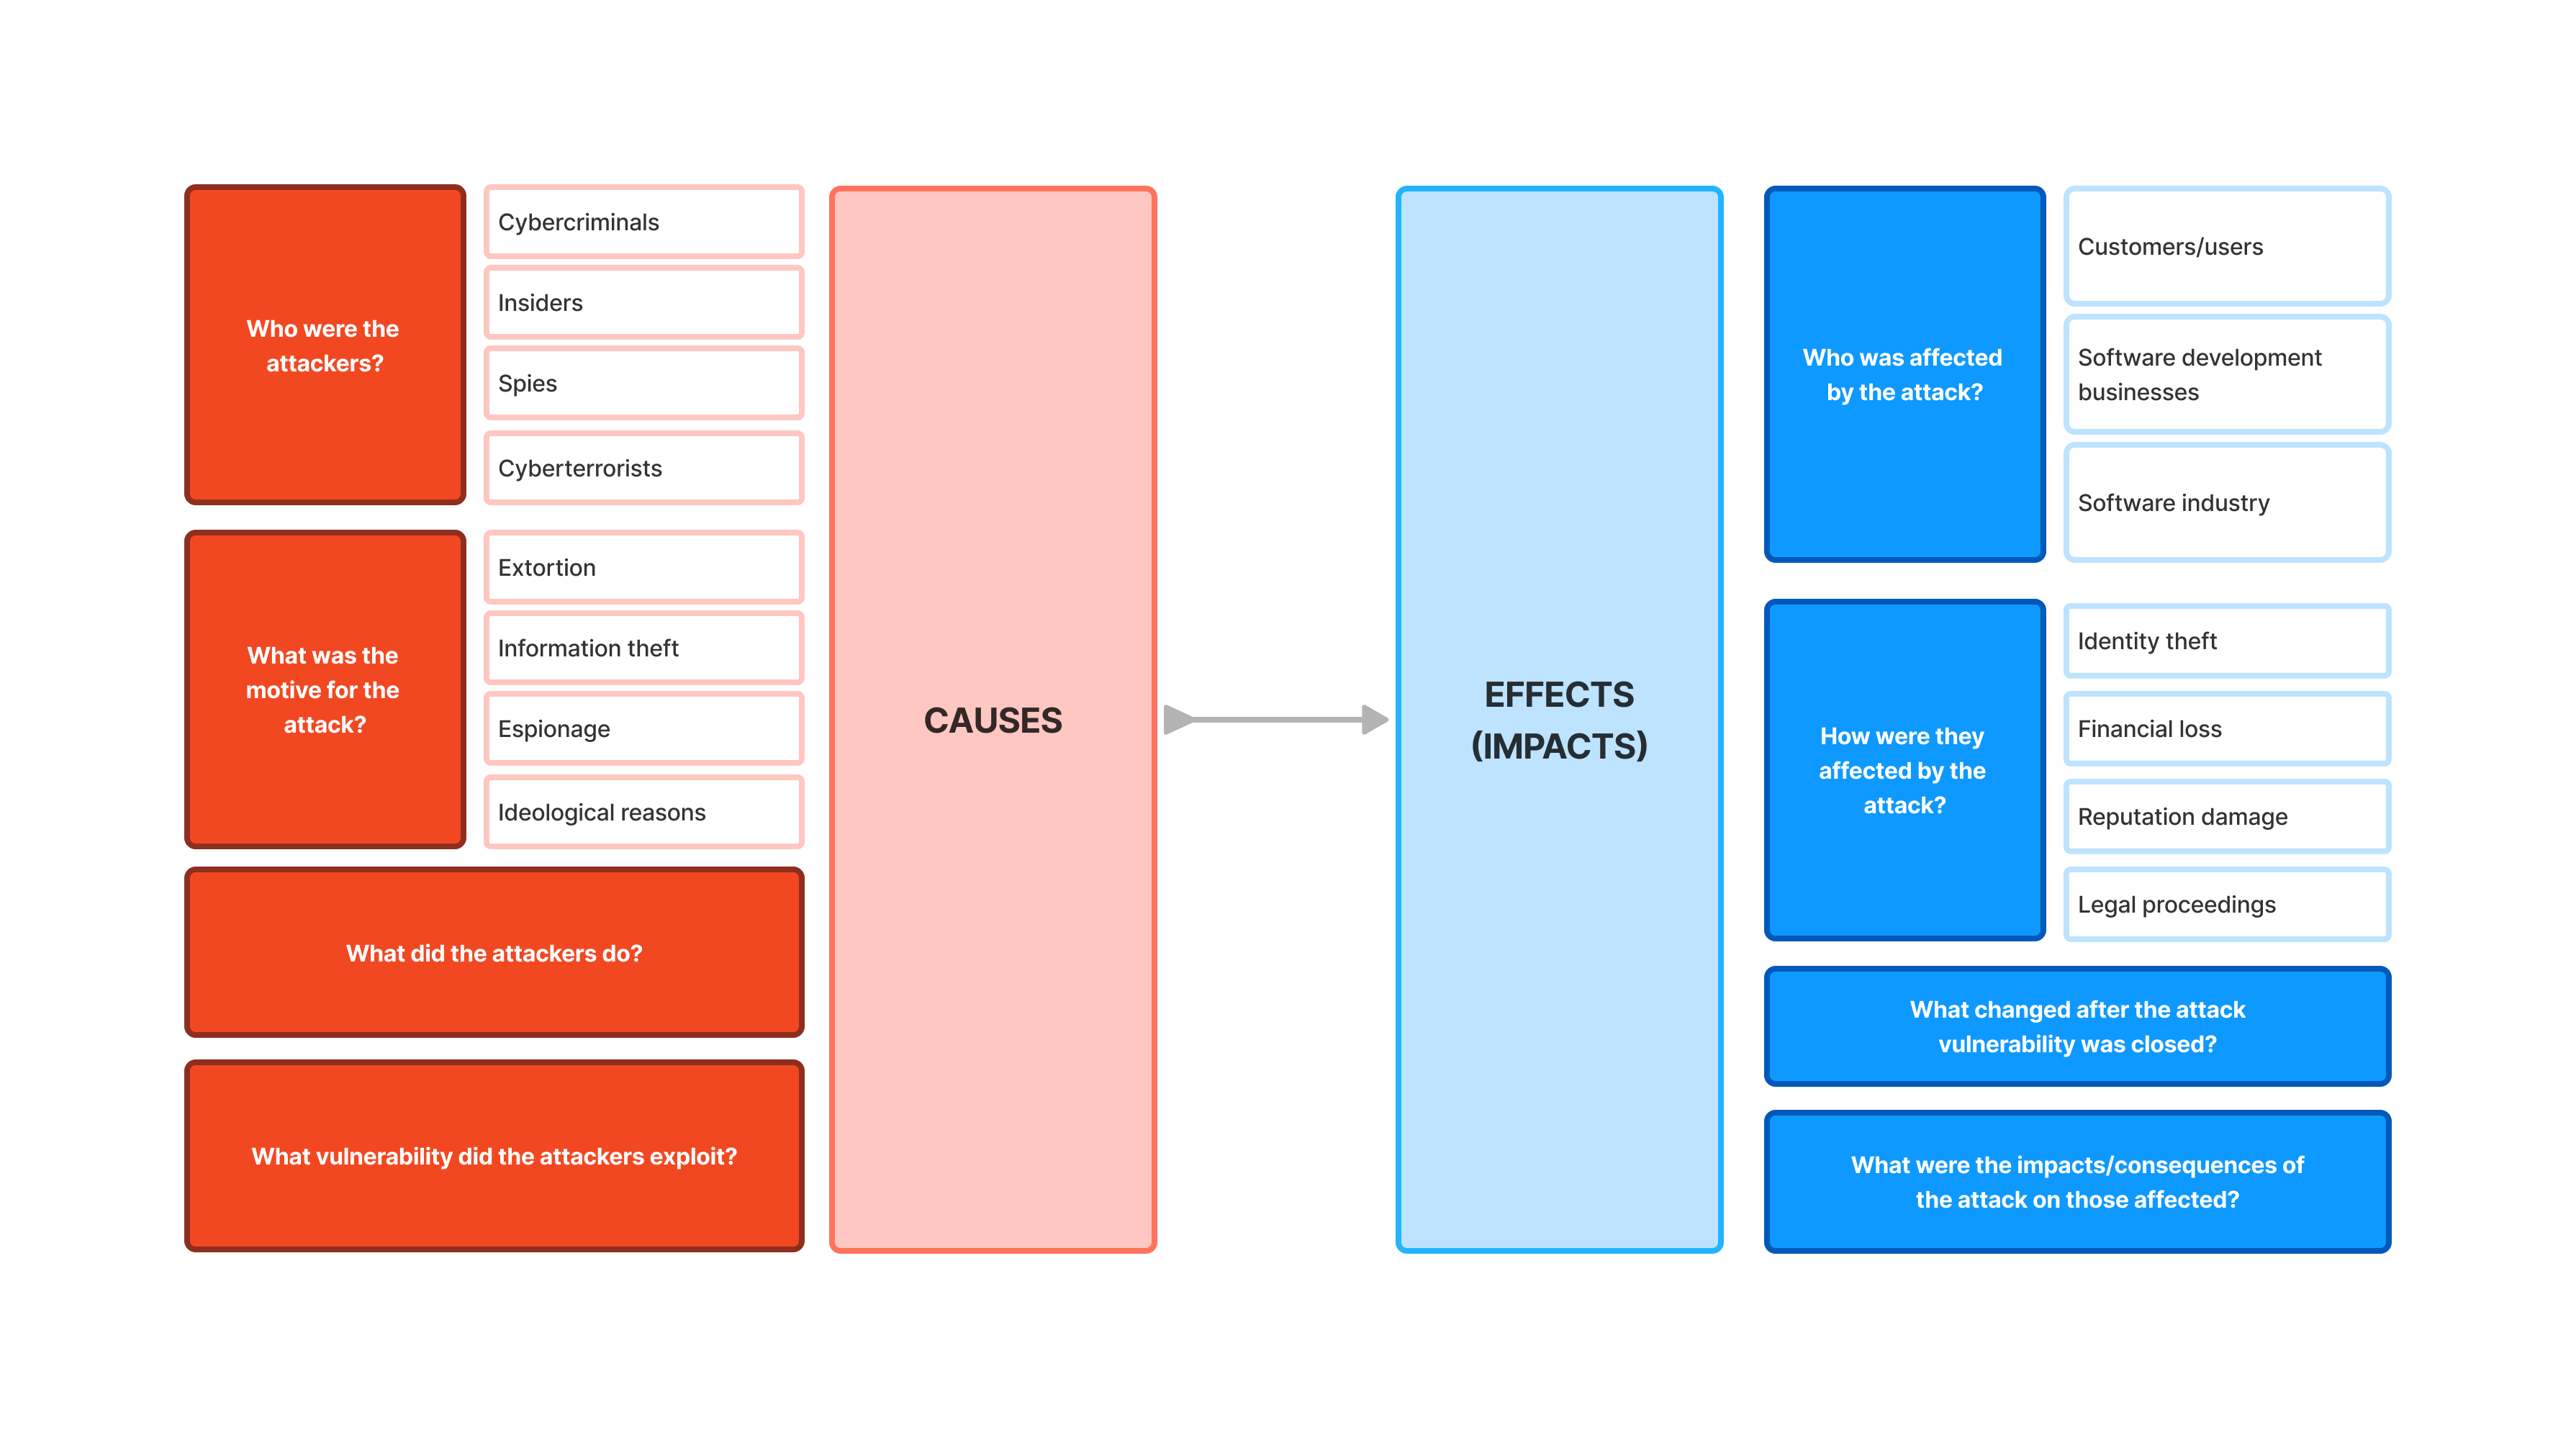 Who were the
attackers?
Cybercriminals
Insiders
Spies
Cyberterrorists
What was the
motive for the
attack?
Extortion
Information theft
Espionage
Ideological reasons
What did the attackers do?
What vulnerability did the attackers exploit?
CAUSES
EFFECTS
(IMPACTS)
Who was affected
by the attack?
Customers/users
Software development
businesses
Software industry
How were they
affected by the
attack?
Identity theft
Financial loss
Reputation damage
Legal proceedings
What changed after the attack
vulnerability was closed?
What were the impacts/consequences of
the attack on those affected?